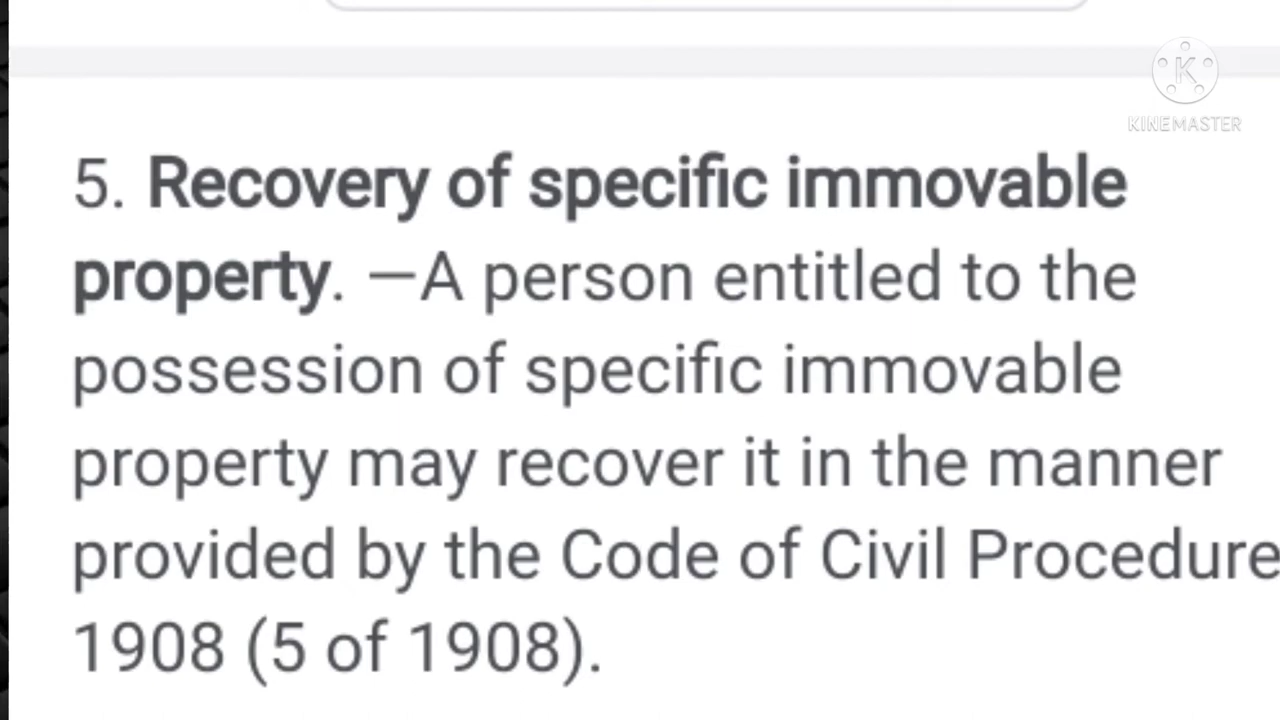 KINEMASTER
5. Recovery of specific immovable
property. —A person entitled to the
possession of specific immovable
property may recover it in the manner
provided by the Code of Civil Procedure
1908 (5 of 1908).